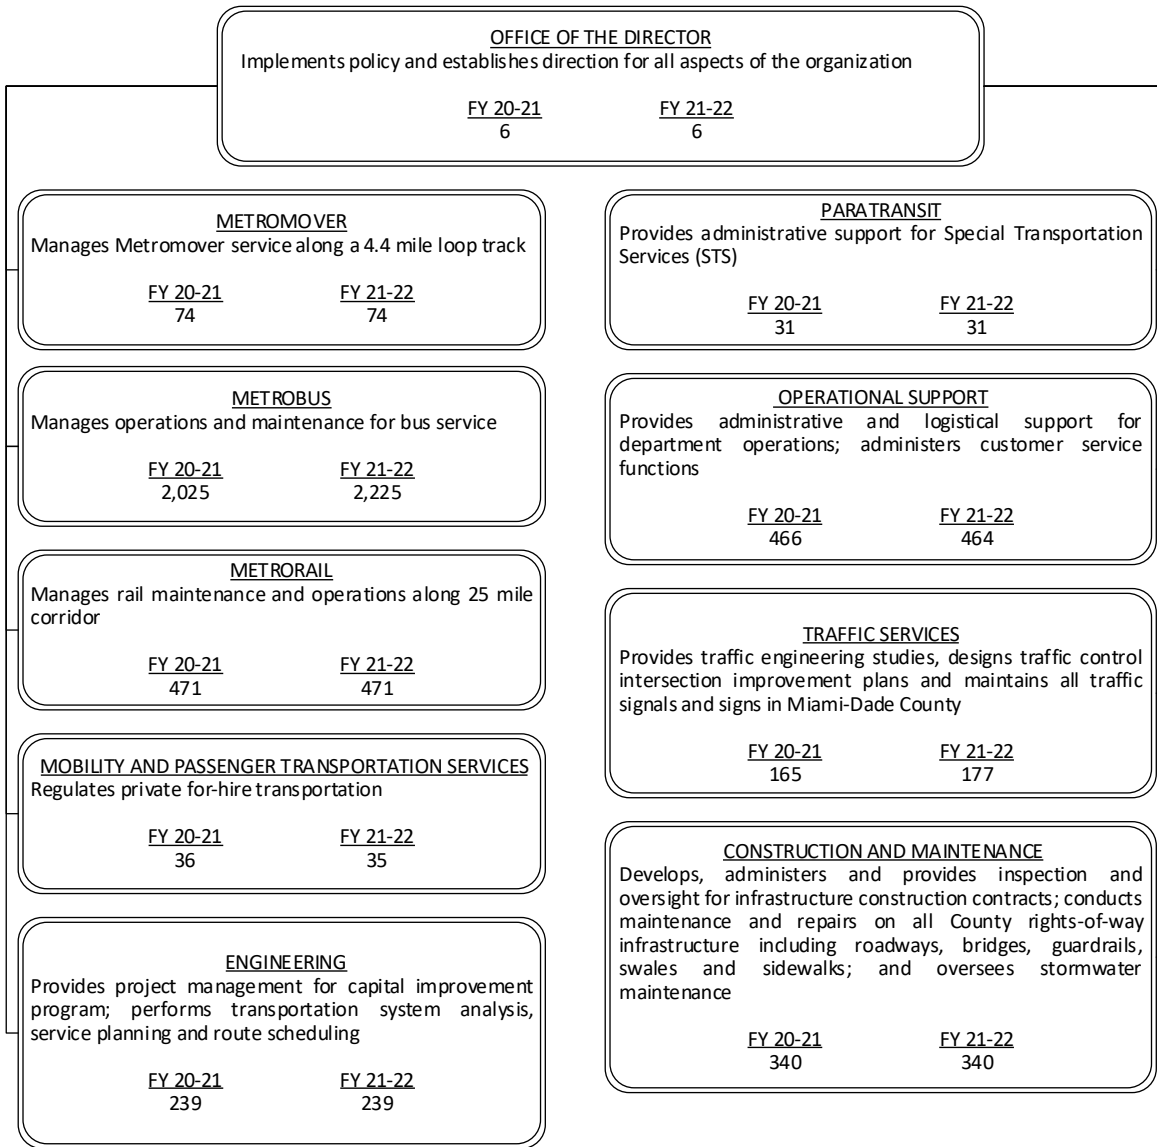 OFFICE OF THE DIRECTOR
Implements policy and establishes direction for all aspects of the organization
FY 20-21 FY 21-22
6 6
METROMOVER
Manages Metromover service along a 4.4 mile loop track
FY 20-21 FY 21-22
74 74
METROBUS
Manages operations and maintenance for bus service
FY 20-21 FY 21-22
2,025 2,225
METRORAIL
Manages rail maintenance and operations along 25 mile
corridor
FY 20-21 FY 21-22
471 471
MOBILITY AND PASSENGER TRANSPORTATION SERVICES
Regulates private for-hire transportation
FY 20-21 FY 21-22
36 35
ENGINEERING
Provides project management for capital improvement
program; performs transportation system analysis,
service planning and route scheduling
FY 20-21 FY 21-22
239 239
PARATRANSIT
Provides administrative support for Special Transportation
Services (STS)
FY 20-21 FY 21-22
31 31
OPERATIONAL SUPPORT
Provides administrative and logistical support for
department operations; administers customer service
functions
FY 20-21 FY 21-22
466 464
TRAFFIC SERVICES
Provides traffic engineering studies, designs traffic control
intersection improvement plans and maintains all traffic
signals and signs in Miami-Dade County
FY 20-21 FY 21-22
165 177
CONSTRUCTION AND MAINTENANCE
Develops, administers and provides inspection and
oversight for infrastructure construction contracts; conducts
maintenance and repairs on all County rights-of-way
infrastructure including roadways, bridges, guardrails,
swales and sidewalks; and oversees stormwater
maintenance
FY 20-21 FY 21-22
340 340